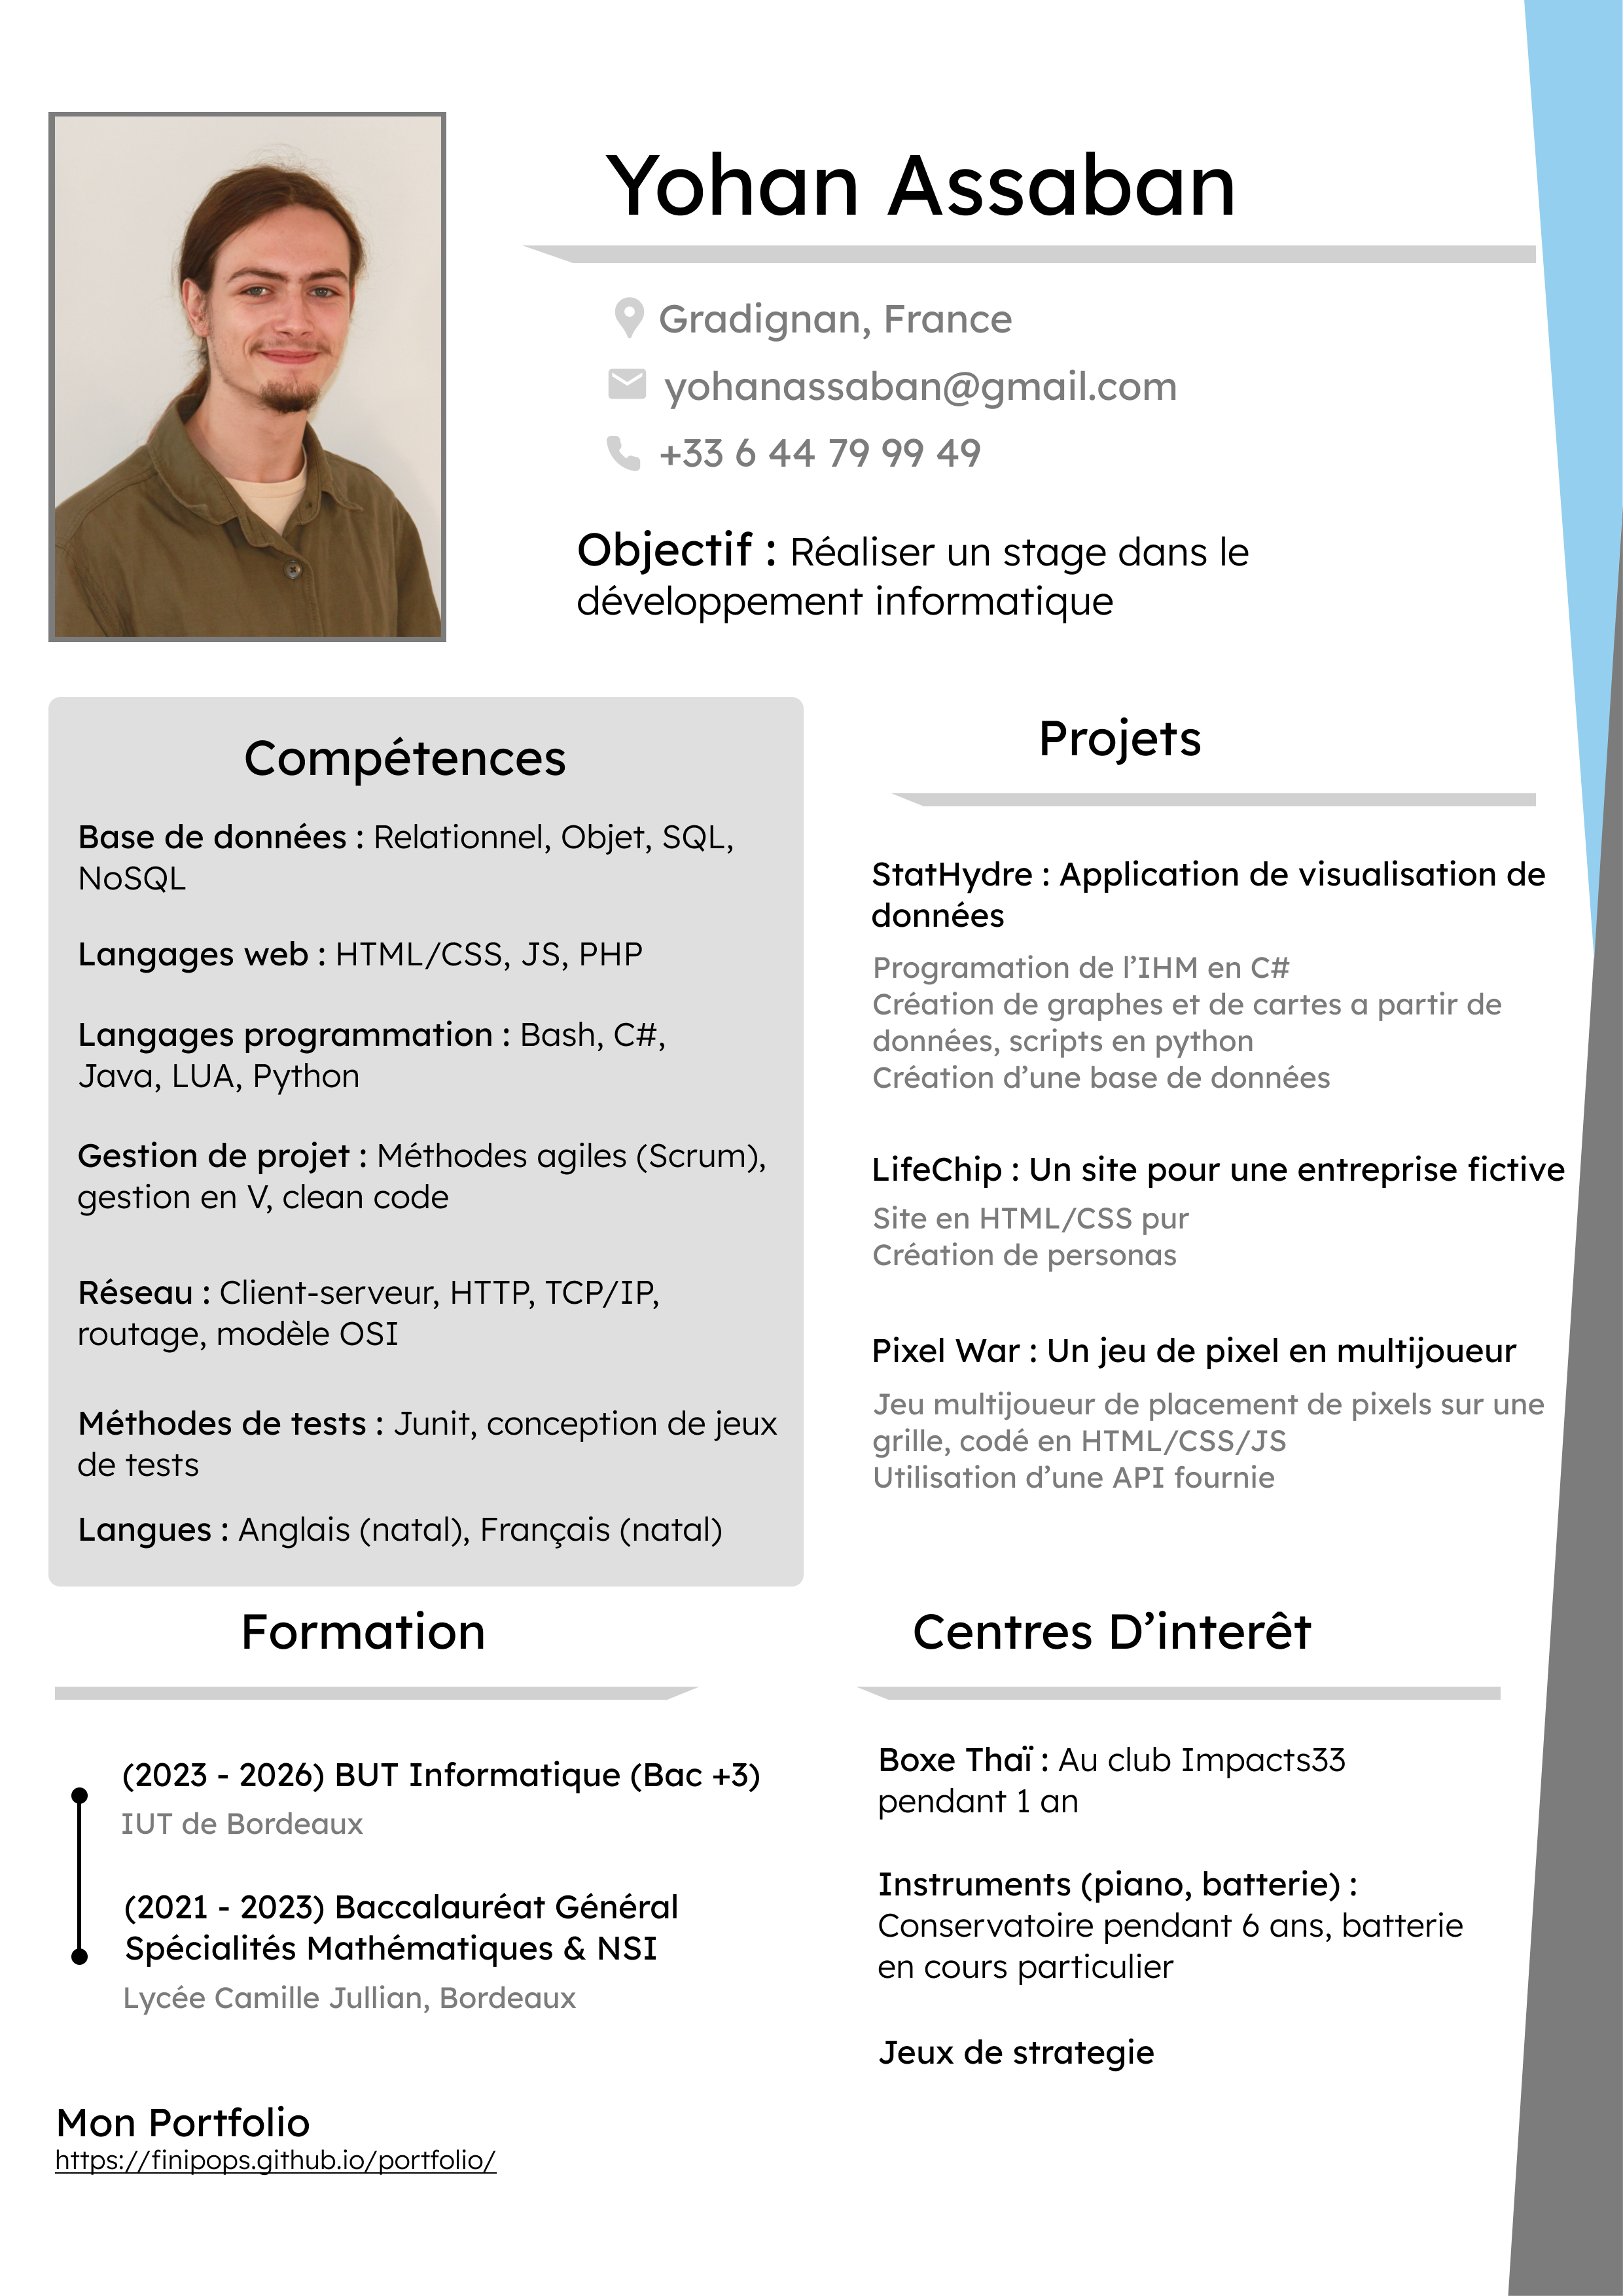 Yohan Assaban
Gradignan, France
yohanassaban@gmail.com
+33 6 44 79 99 49
Objectif : Réaliser un stage dans le
développement informatique
Compétences
Base de données : Relationnel, Objet, SQL,
NoSQL
Langages web : HTML/CSS, JS, PHP
Langages programmation : Bash, C#,
Java, LUA, Python
Gestion de projet : Méthodes agiles (Scrum),
gestion en V, clean code
Réseau : Client-serveur, HTTP, TCP/IP,
routage, modèle OSI
Méthodes de tests : Junit, conception de jeux
de tests
Langues : Anglais (natal), Français (natal)
Projets
StatHydre : Application de visualisation de
données
Programation de l’IHM en C#
Création de graphes et de cartes a partir de
données, scripts en python
Création d’une base de données
LifeChip : Un site pour une entreprise fictive
Site en HTML/CSS pur
Création de personas
Pixel War : Un jeu de pixel en multijoueur
Jeu multijoueur de placement de pixels sur une
grille, codé en HTML/CSS/JS
Utilisation d’une API fournie
Formation
(2023 - 2026) BUT Informatique (Bac +3)
IUT de Bordeaux
(2021 - 2023) Baccalauréat Général
Spécialités Mathématiques & NSI
Lycée Camille Jullian, Bordeaux
Centres D’interêt
Boxe Thaï : Au club Impacts33
pendant 1 an
Instruments (piano, batterie) :
Conservatoire pendant 6 ans, batterie
en cours particulier
Jeux de strategie
Mon Portfolio
https://finipops.github.io/portfolio/